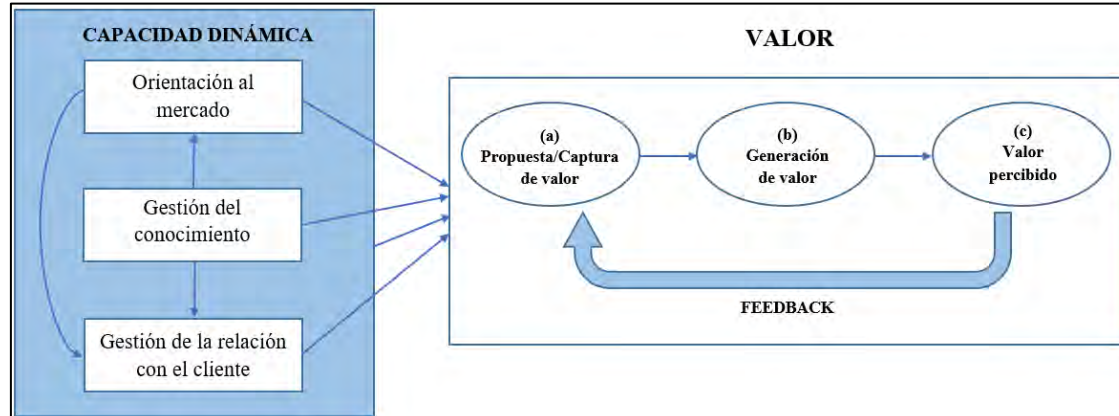 CAPACIDAD DINÁMICA
Orientación al
mercado
Gestión del
conocimiento
Gestión de la relación
con el cliente
VALOR
(a)
Propuesta/Captura
de valor
(b)
Generación
de valor
(c)
Valor
percibido
FEEDBACK